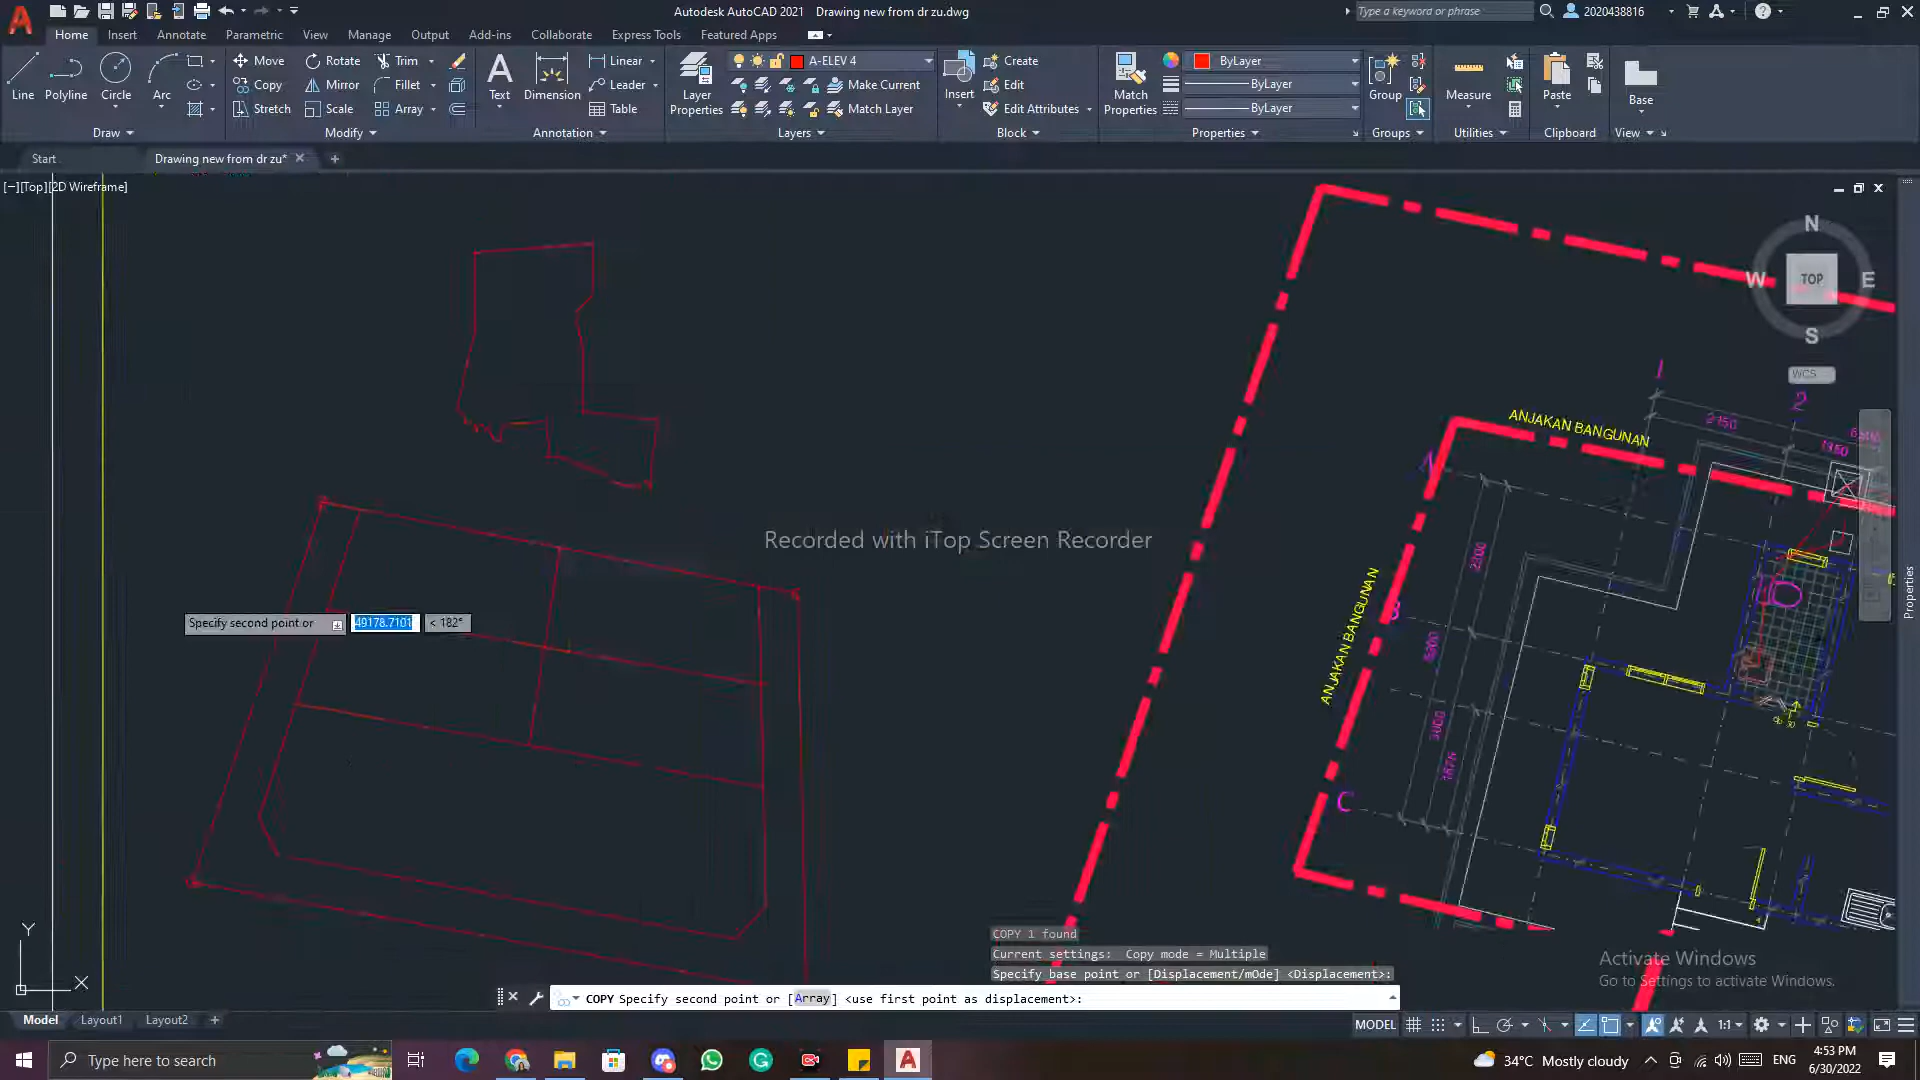 Autodesk AutoCAD 2021 Drawing new from dr zu.dwg
Type a keyword or phrase
2020438816
Home Insert Annotate Parametric View Manage Output Add-ins Collaborate Express Tools Featured Apps
Line Polyline Circle Arc
Move Rotate Trim
Copy Mirror Fillet
Stretch Scale Array
Text Dimension
Linear
Leader
Table
Layer Properties
A-ELEV 4
Make Current
Match Layer
Insert
Create
Edit
Edit Attributes
Match Properties
ByLayer
ByLayer
ByLayer
Group
Measure
Paste
Base
Draw Modify Annotation Layers Block Properties Groups Utilities Clipboard View
Start Drawing new from dr zu*
[−][Top][2D Wireframe]
N
W TOP E
S
WCS
1
2
ANJAKAN BANGUNAN
2150
1950
A
2300
Recorded with iTop Screen Recorder
ANJAKAN BANGUNAN
B
Specify second point or 49178.7101 < 182°
Properties
C
Y
X
COPY 1 found
Current settings: Copy mode = Multiple
Specify base point or [Displacement/mOde] <Displacement>:
COPY Specify second point or [Array] <use first point as displacement>:
Activate Windows
Go to Settings to activate Windows.
Model Layout1 Layout2 +
MODEL 1:1
Type here to search
34°C Mostly cloudy
ENG
4:53 PM
6/30/2022